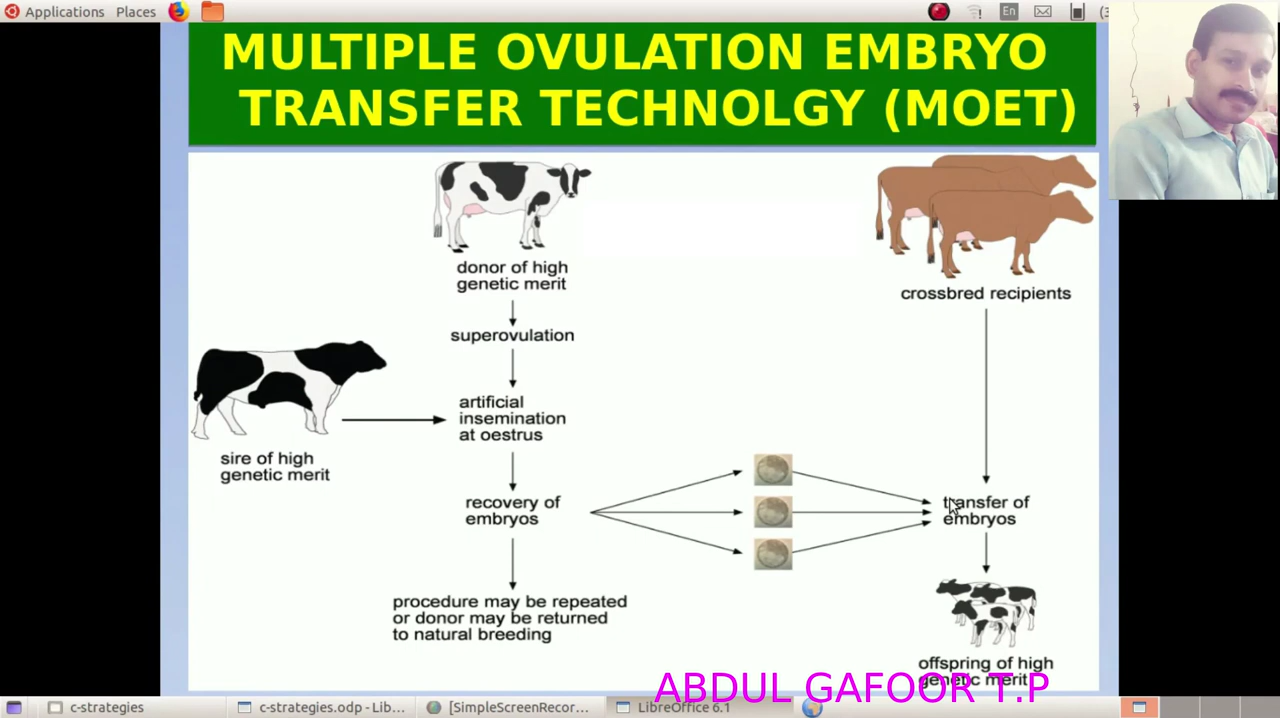 Applications Places
En
(3
MULTIPLE OVULATION EMBRYO
TRANSFER TECHNOLGY (MOET)
donor of high
genetic merit
crossbred recipients
superovulation
artificial
insemination
at oestrus
sire of high
genetic merit
recovery of
embryos
transfer of
embryos
procedure may be repeated
or donor may be returned
to natural breeding
offspring of high
genetic merit
ABDUL GAFOOR T.P
c-strategies
c-strategies.odp - Lib...
[SimpleScreenRecor...
LibreOffice 6.1